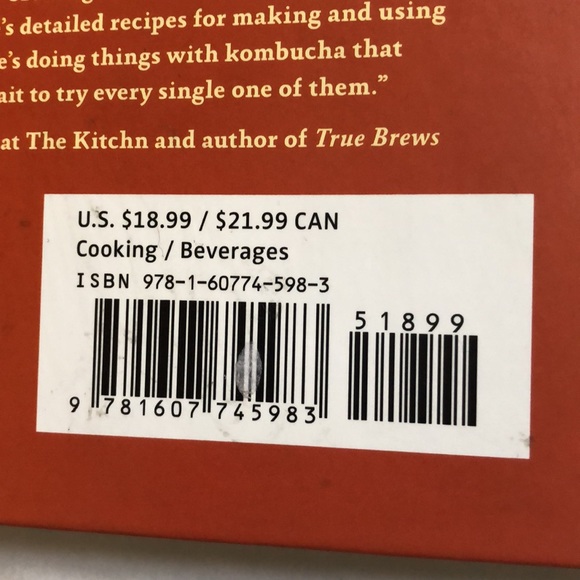 's detailed recipes for making and using
e's doing things with kombucha that
ait to try every single one of them.”
at The Kitchn and author of True Brews
U.S. $18.99 / $21.99 CAN
Cooking / Beverages
ISBN 978-1-60774-598-3
51899
9 781607 745983